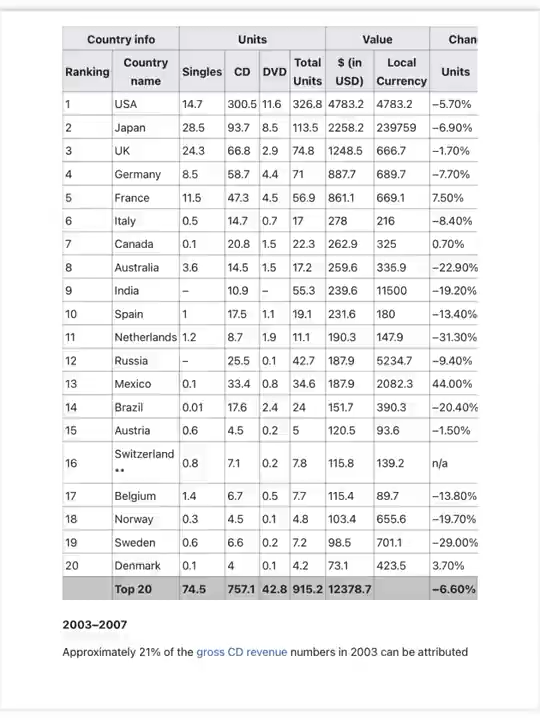 Country info Units Value Chan
Ranking Country name Singles CD DVD Total Units $ (in USD) Local Currency Units
1 USA 14.7 300.5 11.6 326.8 4783.2 4783.2 −5.70%
2 Japan 28.5 93.7 8.5 113.5 2258.2 239759 −6.90%
3 UK 24.3 66.8 2.9 74.8 1248.5 666.7 −1.70%
4 Germany 8.5 58.7 4.4 71 887.7 689.7 −7.70%
5 France 11.5 47.3 4.5 56.9 861.1 669.1 7.50%
6 Italy 0.5 14.7 0.7 17 278 216 −8.40%
7 Canada 0.1 20.8 1.5 22.3 262.9 325 0.70%
8 Australia 3.6 14.5 1.5 17.2 259.6 335.9 −22.90%
9 India – 10.9 – 55.3 239.6 11500 −19.20%
10 Spain 1 17.5 1.1 19.1 231.6 180 −13.40%
11 Netherlands 1.2 8.7 1.9 11.1 190.3 147.9 −31.30%
12 Russia – 25.5 0.1 42.7 187.9 5234.7 −9.40%
13 Mexico 0.1 33.4 0.8 34.6 187.9 2082.3 44.00%
14 Brazil 0.01 17.6 2.4 24 151.7 390.3 −20.40%
15 Austria 0.6 4.5 0.2 5 120.5 93.6 −1.50%
16 Switzerland ** 0.8 7.1 0.2 7.8 115.8 139.2 n/a
17 Belgium 1.4 6.7 0.5 7.7 115.4 89.7 −13.80%
18 Norway 0.3 4.5 0.1 4.8 103.4 655.6 −19.70%
19 Sweden 0.6 6.6 0.2 7.2 98.5 701.1 −29.00%
20 Denmark 0.1 4 0.1 4.2 73.1 423.5 3.70%
Top 20 74.5 757.1 42.8 915.2 12378.7 −6.60%
2003–2007
Approximately 21% of the gross CD revenue numbers in 2003 can be attributed